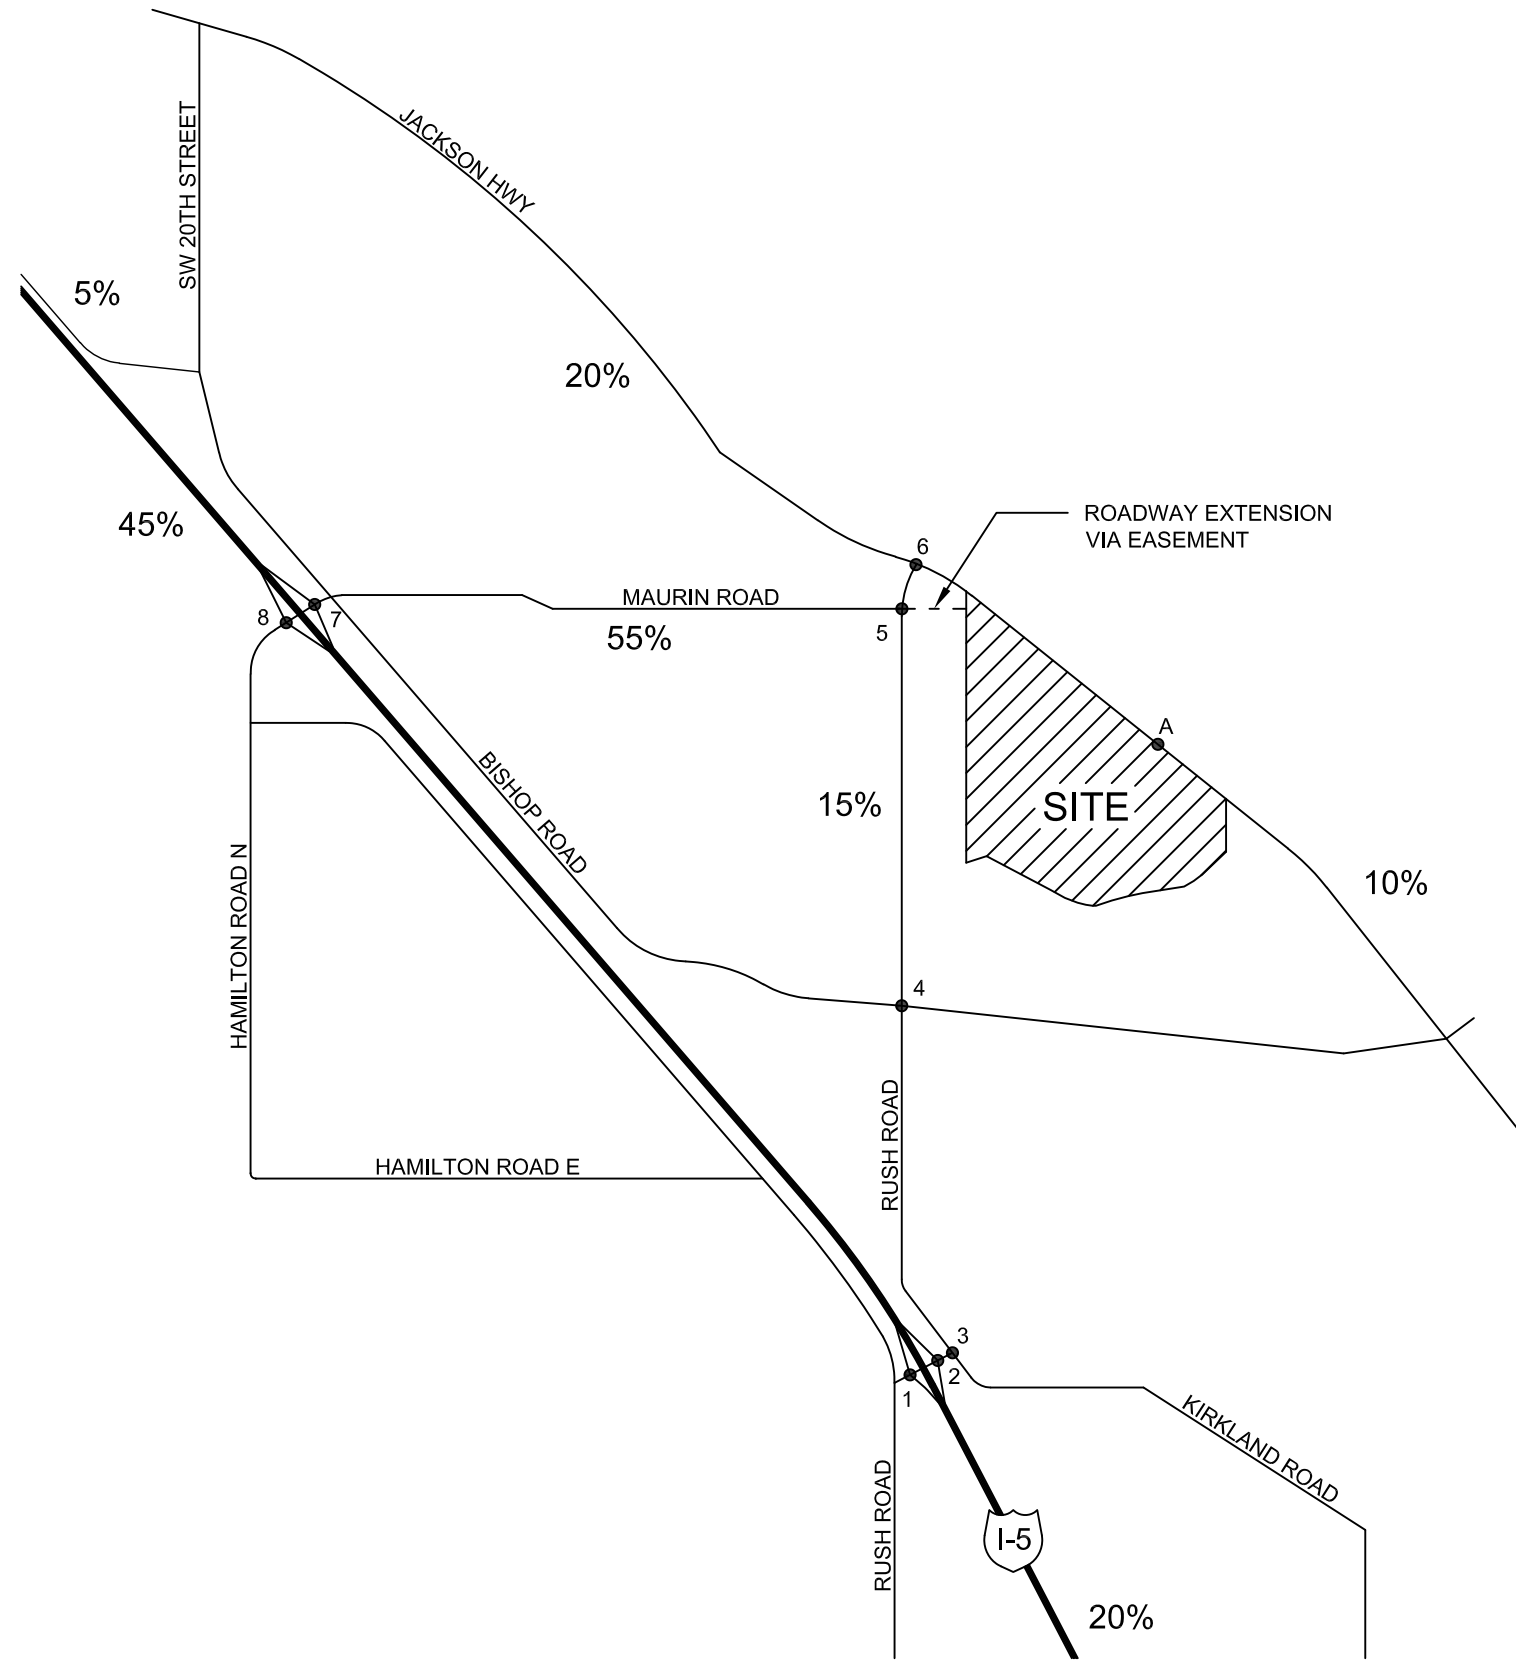 JACKSON HWY
SW 20TH STREET
5%
20%
45%
ROADWAY EXTENSION
VIA EASEMENT
6
MAURIN ROAD
8
7
5
55%
A
BISHOP ROAD
15%
SITE
10%
HAMILTON ROAD N
4
RUSH ROAD
HAMILTON ROAD E
3
2
1
KIRKLAND ROAD
RUSH ROAD
I-5
20%